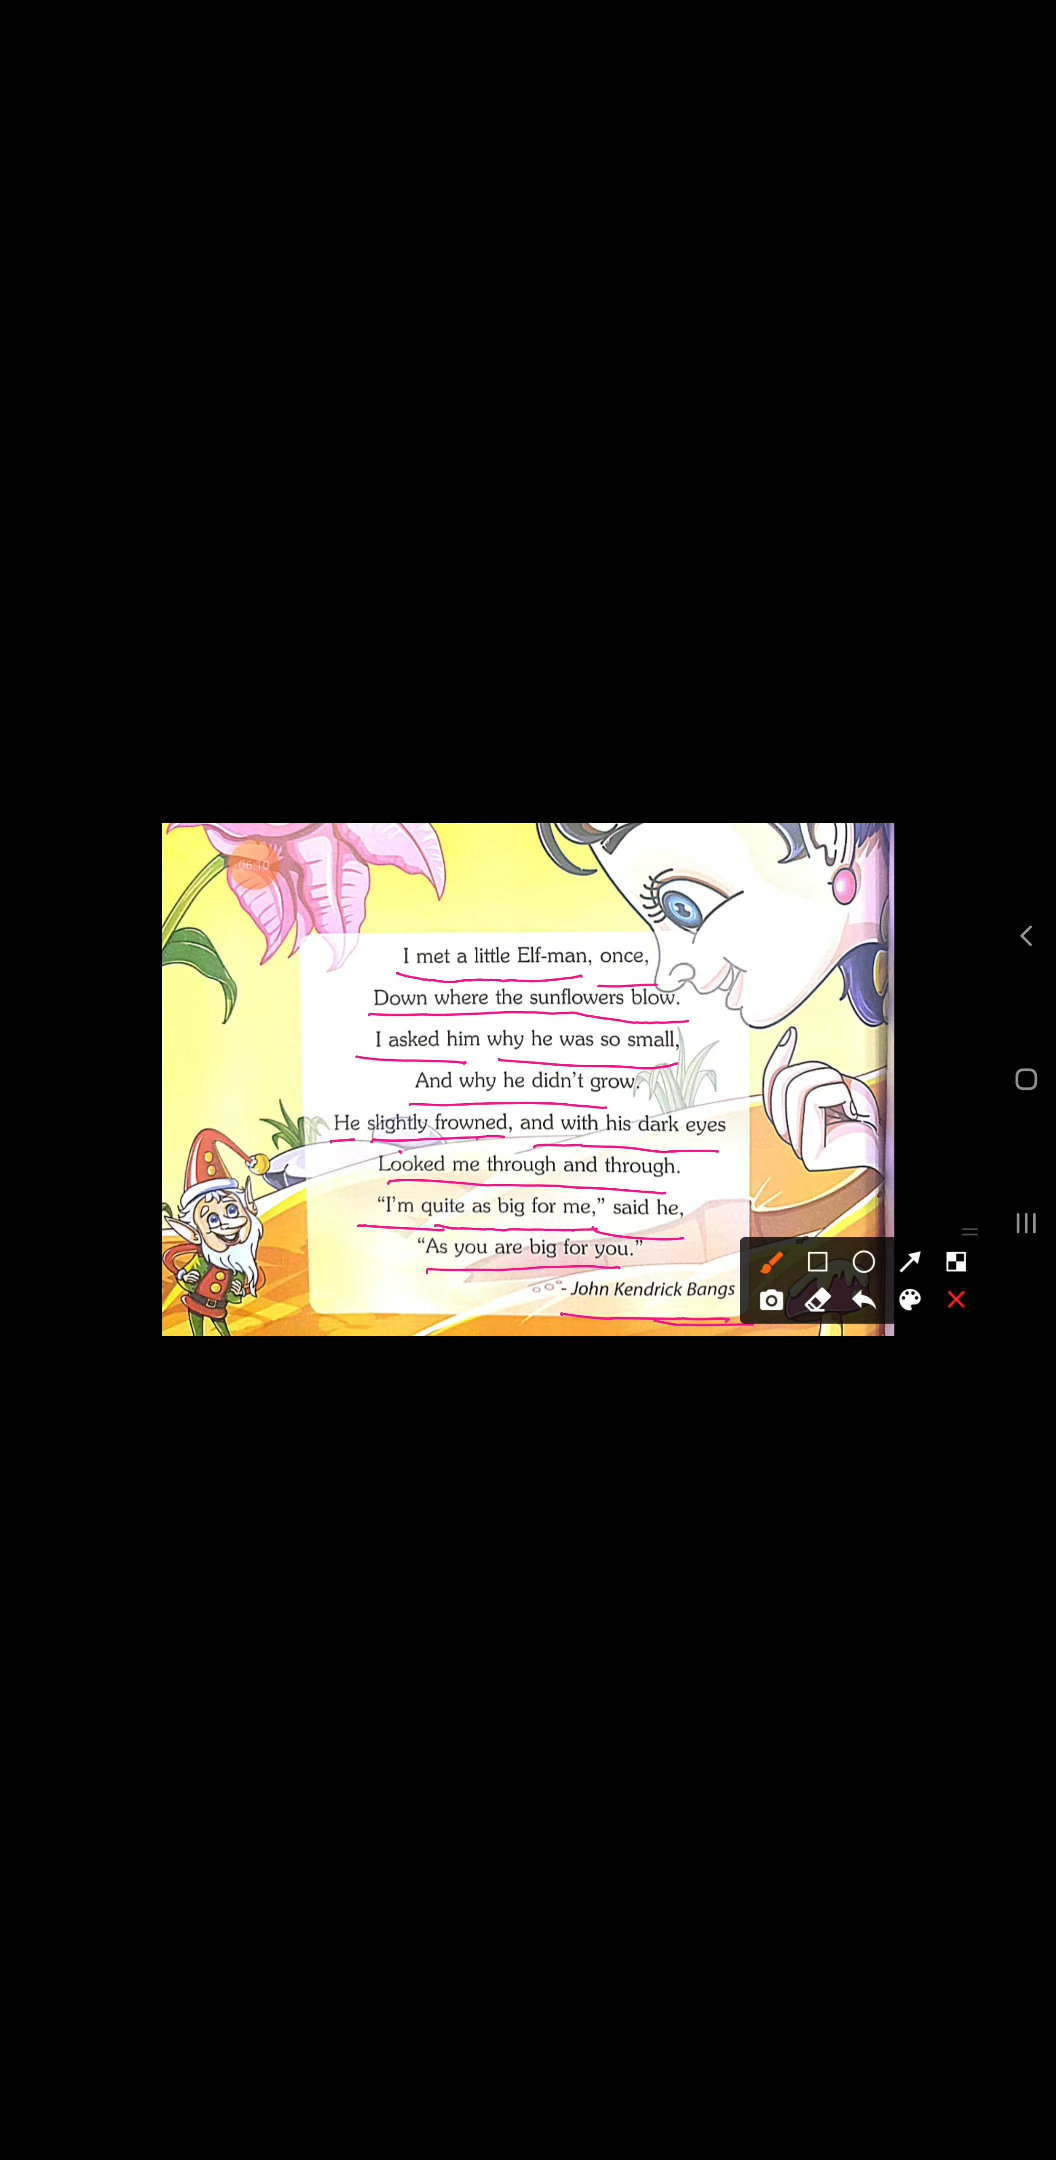 06:10
I met a little Elf-man, once,
Down where the sunflowers blow.
I asked him why he was so small,
And why he didn't grow.
He slightly frowned, and with his dark eyes
Looked me through and through.
“I'm quite as big for me,” said he,
“As you are big for you.”
- John Kendrick Bangs